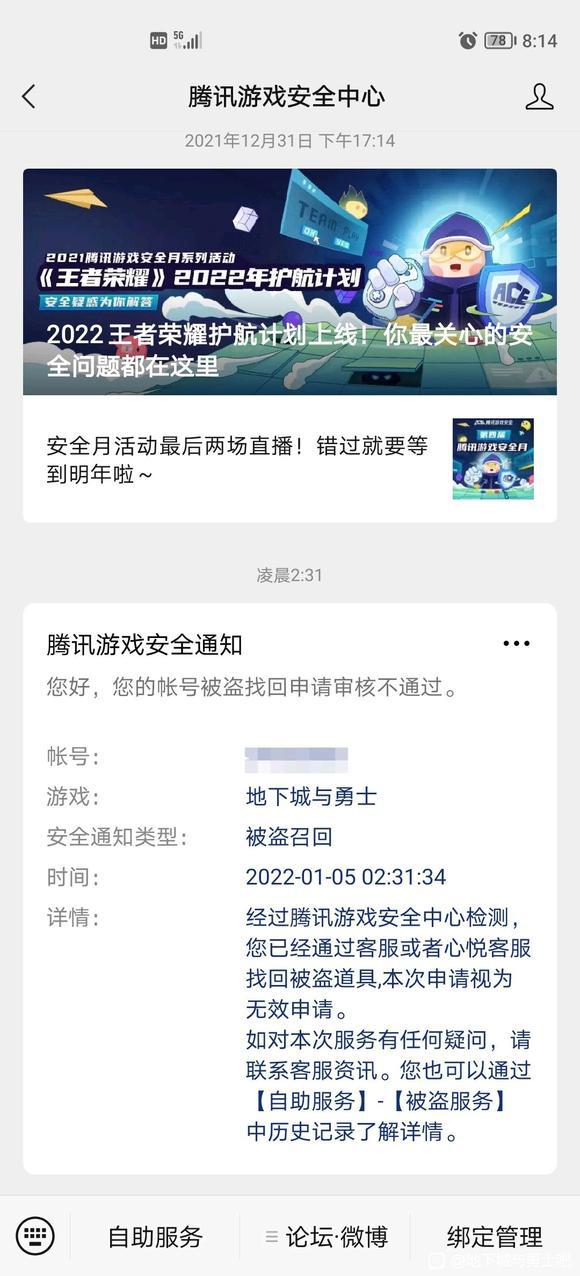 HD 5G 78 8:14
腾讯游戏安全中心
2021年12月31日 下午17:14
TEAM PLAY
ON
2021腾讯游戏安全月系列活动
《王者荣耀》2022年护航计划
安全疑惑为你解答
ACE
2022王者荣耀护航计划上线！你最关心的安
全问题都在这里
安全月活动最后两场直播！错过就要等
到明年啦～
腾讯游戏安全
第四届
腾讯游戏安全月
凌晨2:31
腾讯游戏安全通知
您好，您的帐号被盗找回申请审核不通过。
帐号：
游戏： 地下城与勇士
安全通知类型： 被盗召回
时间： 2022-01-05 02:31:34
详情： 经过腾讯游戏安全中心检测，
您已经通过客服或者心悦客服
找回被盗道具,本次申请视为
无效申请。
如对本次服务有任何疑问，请
联系客服资讯。您也可以通过
【自助服务】-【被盗服务】
中历史记录了解详情。
自助服务 论坛·微博 绑定管理
@地下城与勇士吧